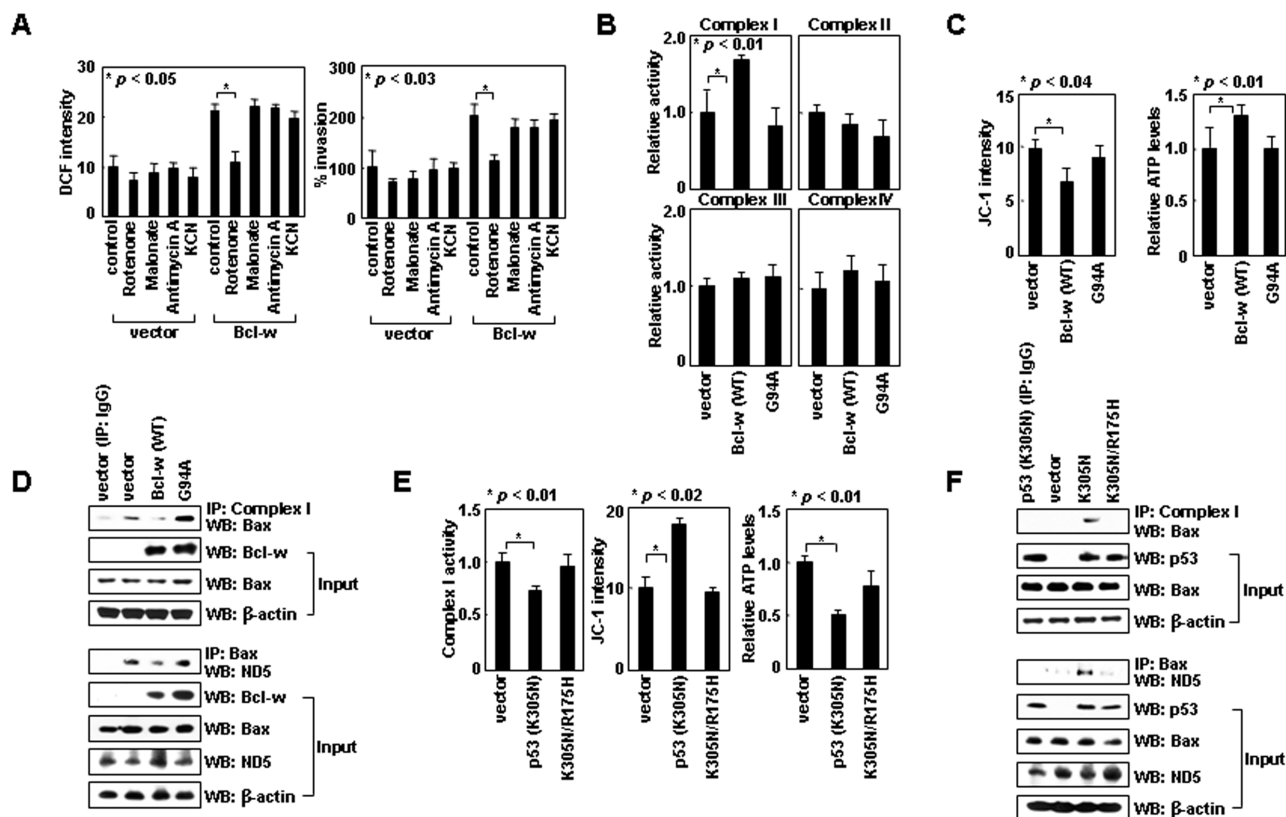 A
* p < 0.05
DCF intensity
30
20
10
0
control
Rotenone
Malonate
Antimycin A
KCN
control
Rotenone
Malonate
Antimycin A
KCN
vector
Bcl-w
*
* p < 0.03
% invasion
300
200
100
0
control
Rotenone
Malonate
Antimycin A
KCN
control
Rotenone
Malonate
Antimycin A
KCN
vector
Bcl-w
*
B
Complex I
Complex II
* p < 0.01
*
Relative activity
2.0
1.0
0
Complex III
Complex IV
Relative activity
2.0
1.0
0
vector
Bcl-w (WT)
G94A
vector
Bcl-w (WT)
G94A
C
* p < 0.04
*
JC-1 intensity
15
10
5
0
vector
Bcl-w (WT)
G94A
* p < 0.01
*
Relative ATP levels
1.5
1.0
0.5
0
vector
Bcl-w (WT)
G94A
D
vector (IP: IgG)
vector
Bcl-w (WT)
G94A
IP: Complex I
WB: Bax
WB: Bcl-w
WB: Bax
WB: β-actin
Input
IP: Bax
WB: ND5
WB: Bcl-w
WB: Bax
WB: ND5
WB: β-actin
Input
E
* p < 0.01
*
Complex I activity
1.5
1.0
0.5
0
vector
p53 (K305N)
K305N/R175H
* p < 0.02
*
JC-1 intensity
20
10
0
vector
p53 (K305N)
K305N/R175H
* p < 0.01
*
Relative ATP levels
1.5
1.0
0.5
0
vector
p53 (K305N)
K305N/R175H
F
p53 (K305N) (IP: IgG)
vector
K305N
K305N/R175H
IP: Complex I
WB: Bax
WB: p53
WB: Bax
WB: β-actin
Input
IP: Bax
WB: ND5
WB: p53
WB: Bax
WB: ND5
WB: β-actin
Input